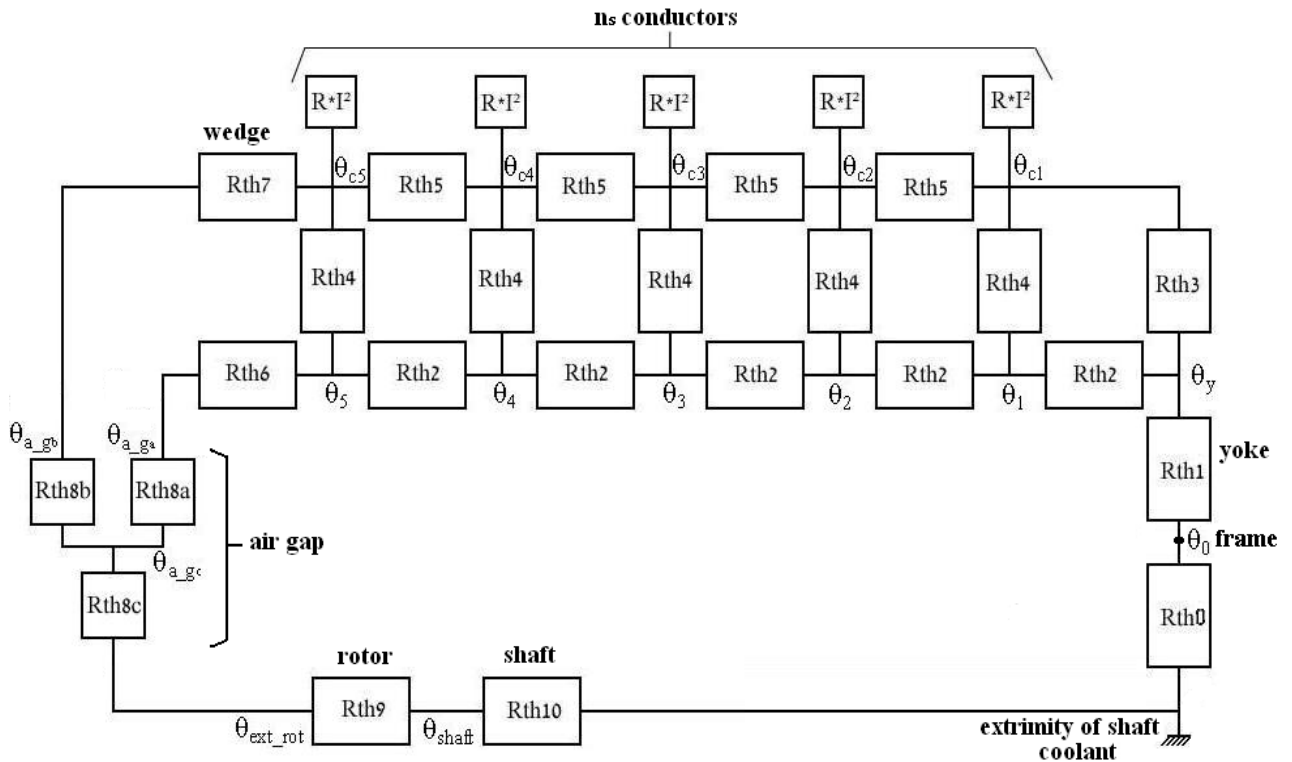 nₛ conductors
R*I² R*I² R*I² R*I² R*I²
wedge
Rth7 θc5 Rth5 θc4 Rth5 θc3 Rth5 θc2 Rth5 θc1
Rth4 Rth4 Rth4 Rth4 Rth4 Rth3
Rth6 θ5 Rth2 θ4 Rth2 θ3 Rth2 θ2 Rth2 θ1 Rth2 θy
θa_gb θa_ga
Rth8b Rth8a Rth1 yoke
air gap θ0 frame
θa_gc
Rth8c Rth0
rotor shaft
θext_rot Rth9 θshaft Rth10
extrimity of shaft
coolant